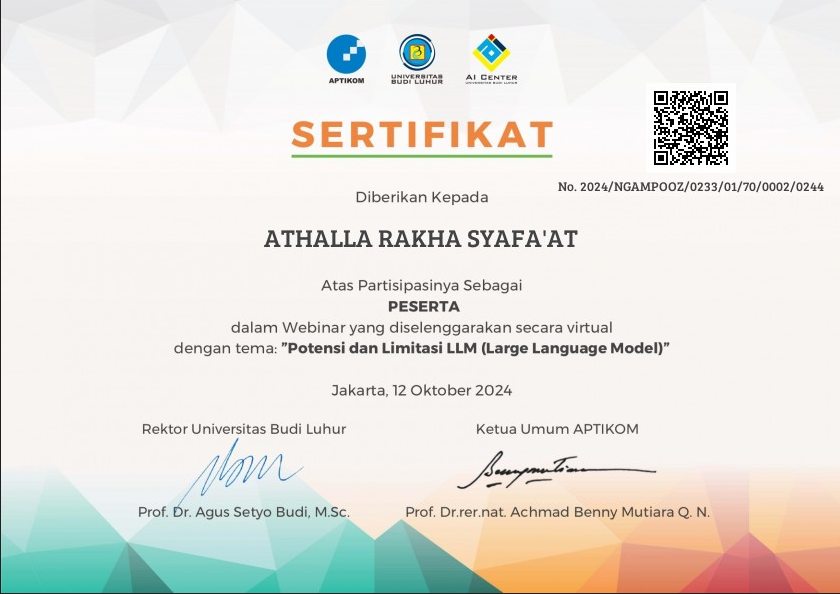 APTIKOM
UNIVERSITAS
BUDI LUHUR
AI CENTER
UNIVERSITAS BUDI LUHUR
SERTIFIKAT
No. 2024/NGAMPOOZ/0233/01/70/0002/0244
Diberikan Kepada
ATHALLA RAKHA SYAFA'AT
Atas Partisipasinya Sebagai
PESERTA
dalam Webinar yang diselenggarakan secara virtual
dengan tema: "Potensi dan Limitasi LLM (Large Language Model)"
Jakarta, 12 Oktober 2024
Rektor Universitas Budi Luhur
Ketua Umum APTIKOM
Prof. Dr. Agus Setyo Budi, M.Sc.
Prof. Dr.rer.nat. Achmad Benny Mutiara Q. N.